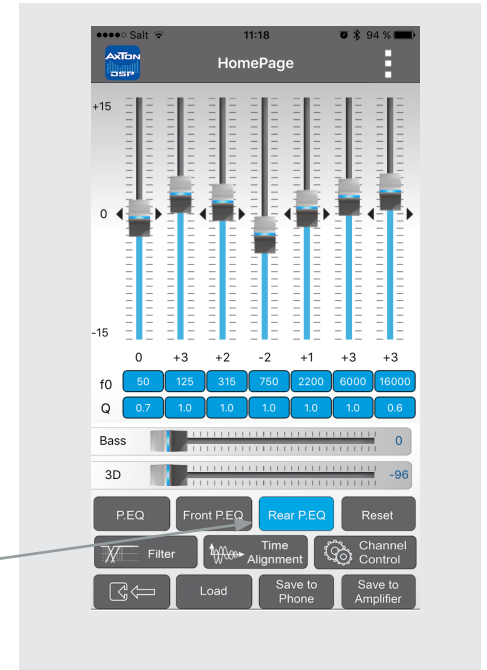 Salt 11:18 94 %
AXTON
DSP
HomePage
+15
0
-15
0 +3 +2 -2 +1 +3 +3
f0 50 125 315 750 2200 6000 16000
Q 0.7 1.0 1.0 1.0 1.0 1.0 0.6
Bass 0
3D -96
P.EQ Front P.EQ Rear P.EQ Reset
Filter Time
Alignment Channel
Control
Load Save to
Phone Save to
Amplifier